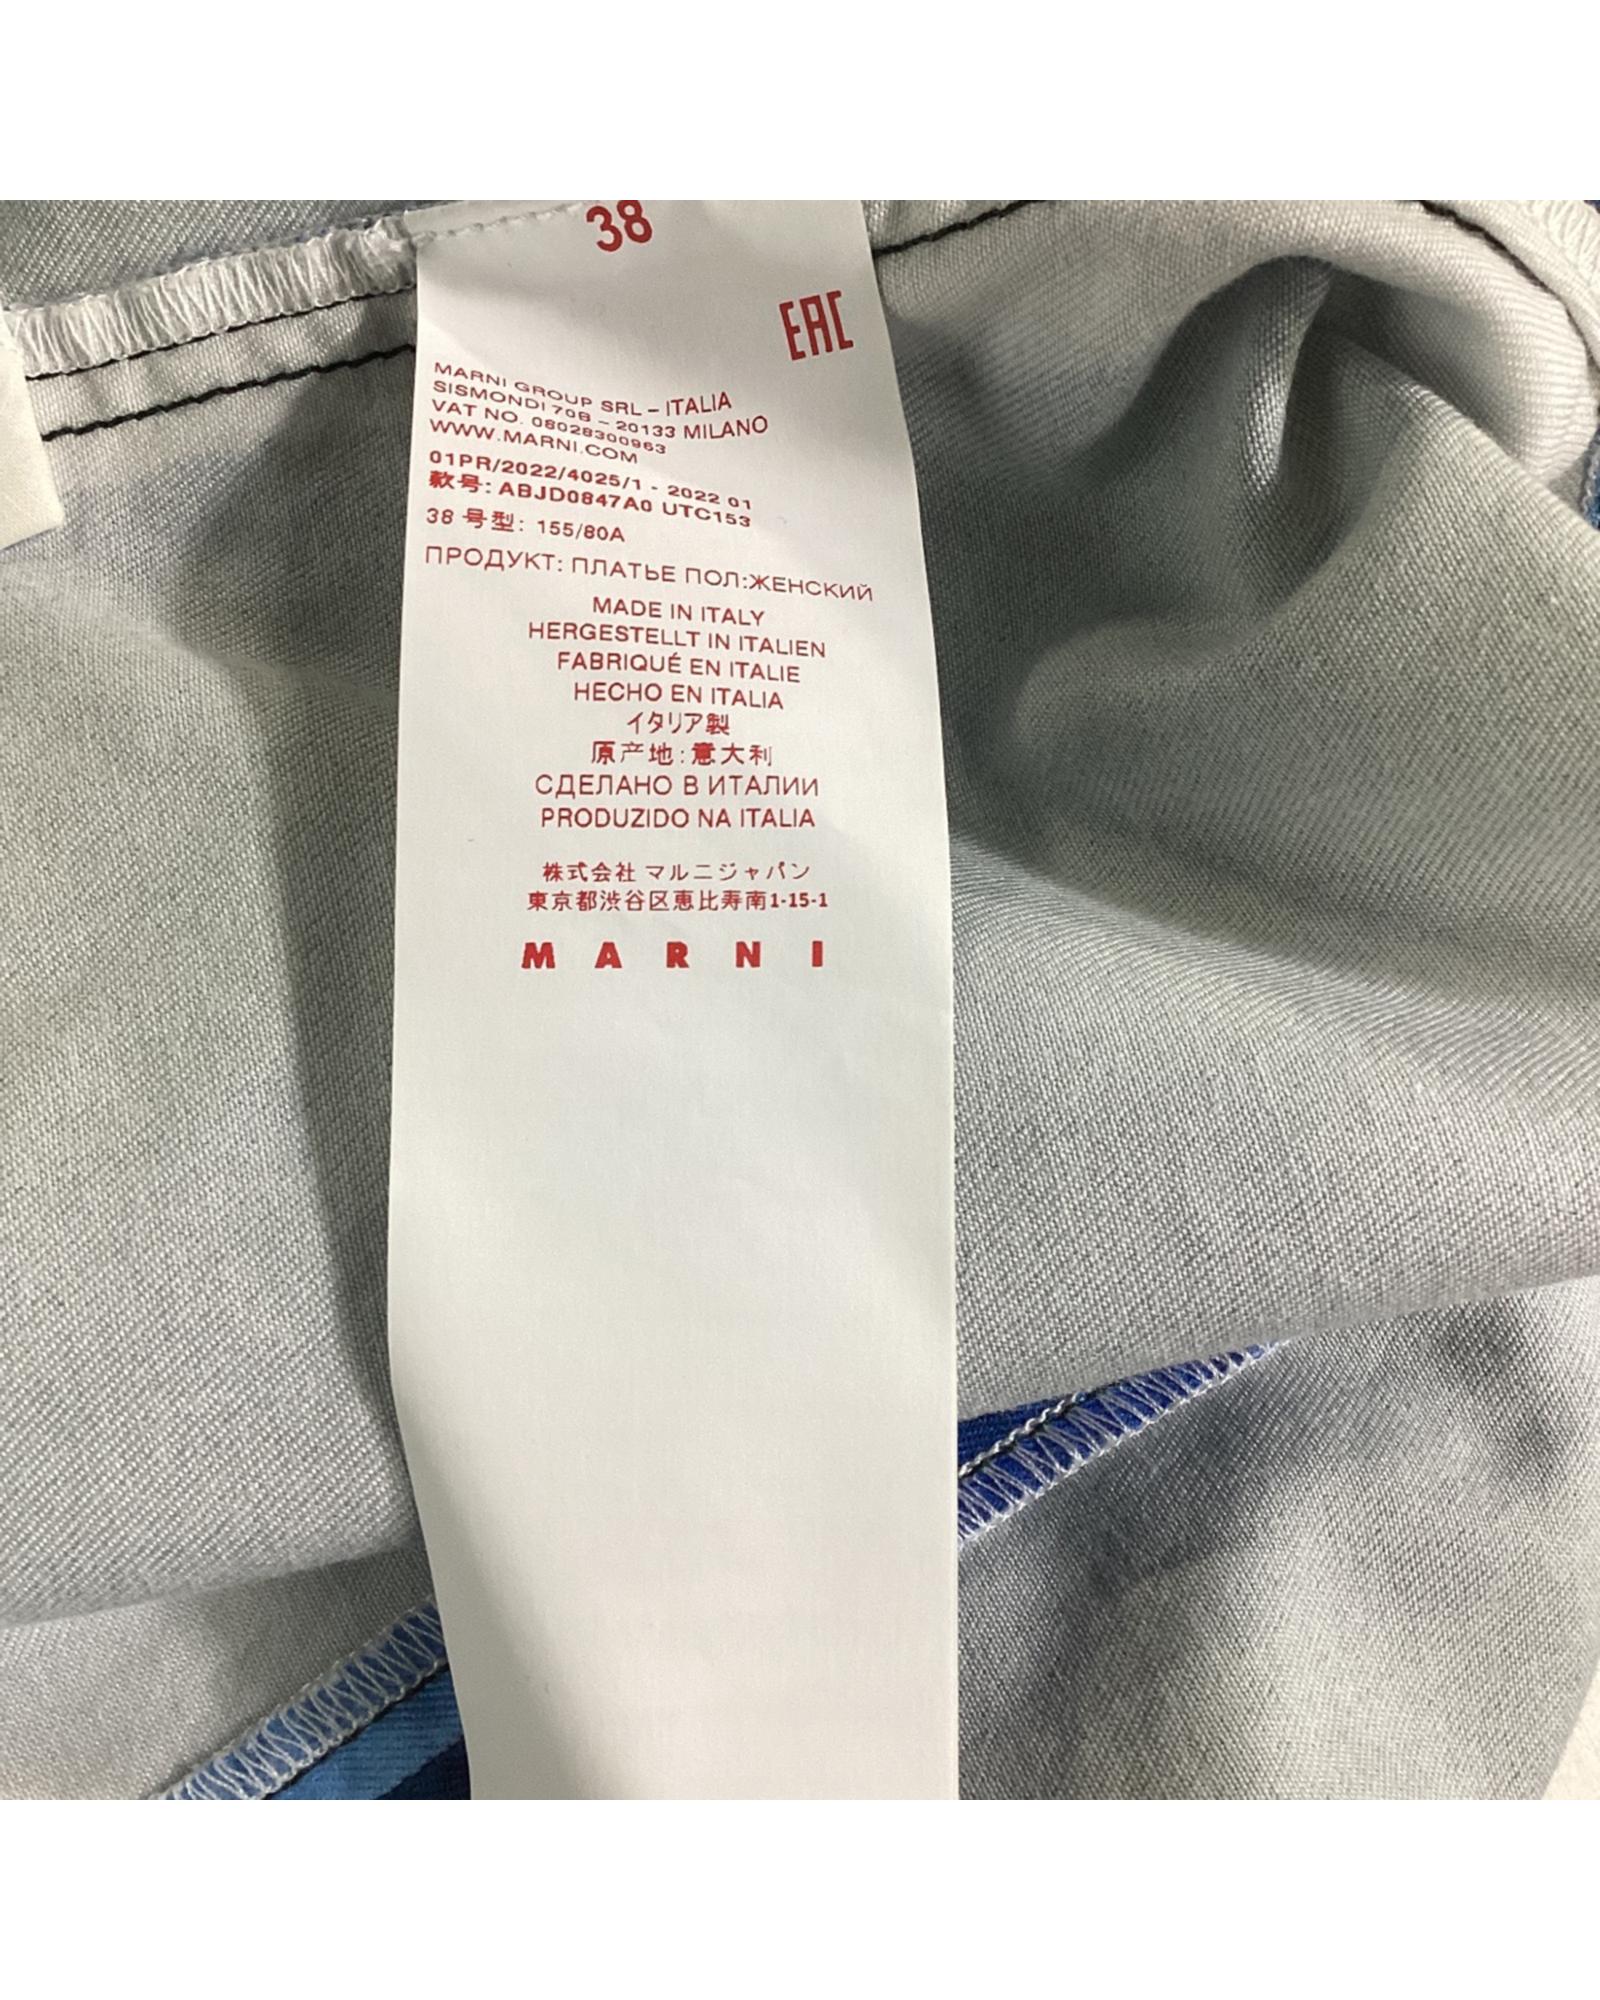 38
EAC
MARNI GROUP SRL – ITALIA
SISMONDI 70B – 20133 MILANO
VAT NO. 08028300963
WWW.MARNI.COM
01PR/2022/4025/1 - 2022 01
款号: ABJD0847A0 UTC153
38 号型: 155/80A
ПРОДУКТ: ПЛАТЬЕ ПОЛ:ЖЕНСКИЙ
MADE IN ITALY
HERGESTELLT IN ITALIEN
FABRIQUÉ EN ITALIE
HECHO EN ITALIA
イタリア製
原产地:意大利
СДЕЛАНО В ИТАЛИИ
PRODUZIDO NA ITALIA
株式会社 マルニジャパン
東京都渋谷区恵比寿南1-15-1
MARNI